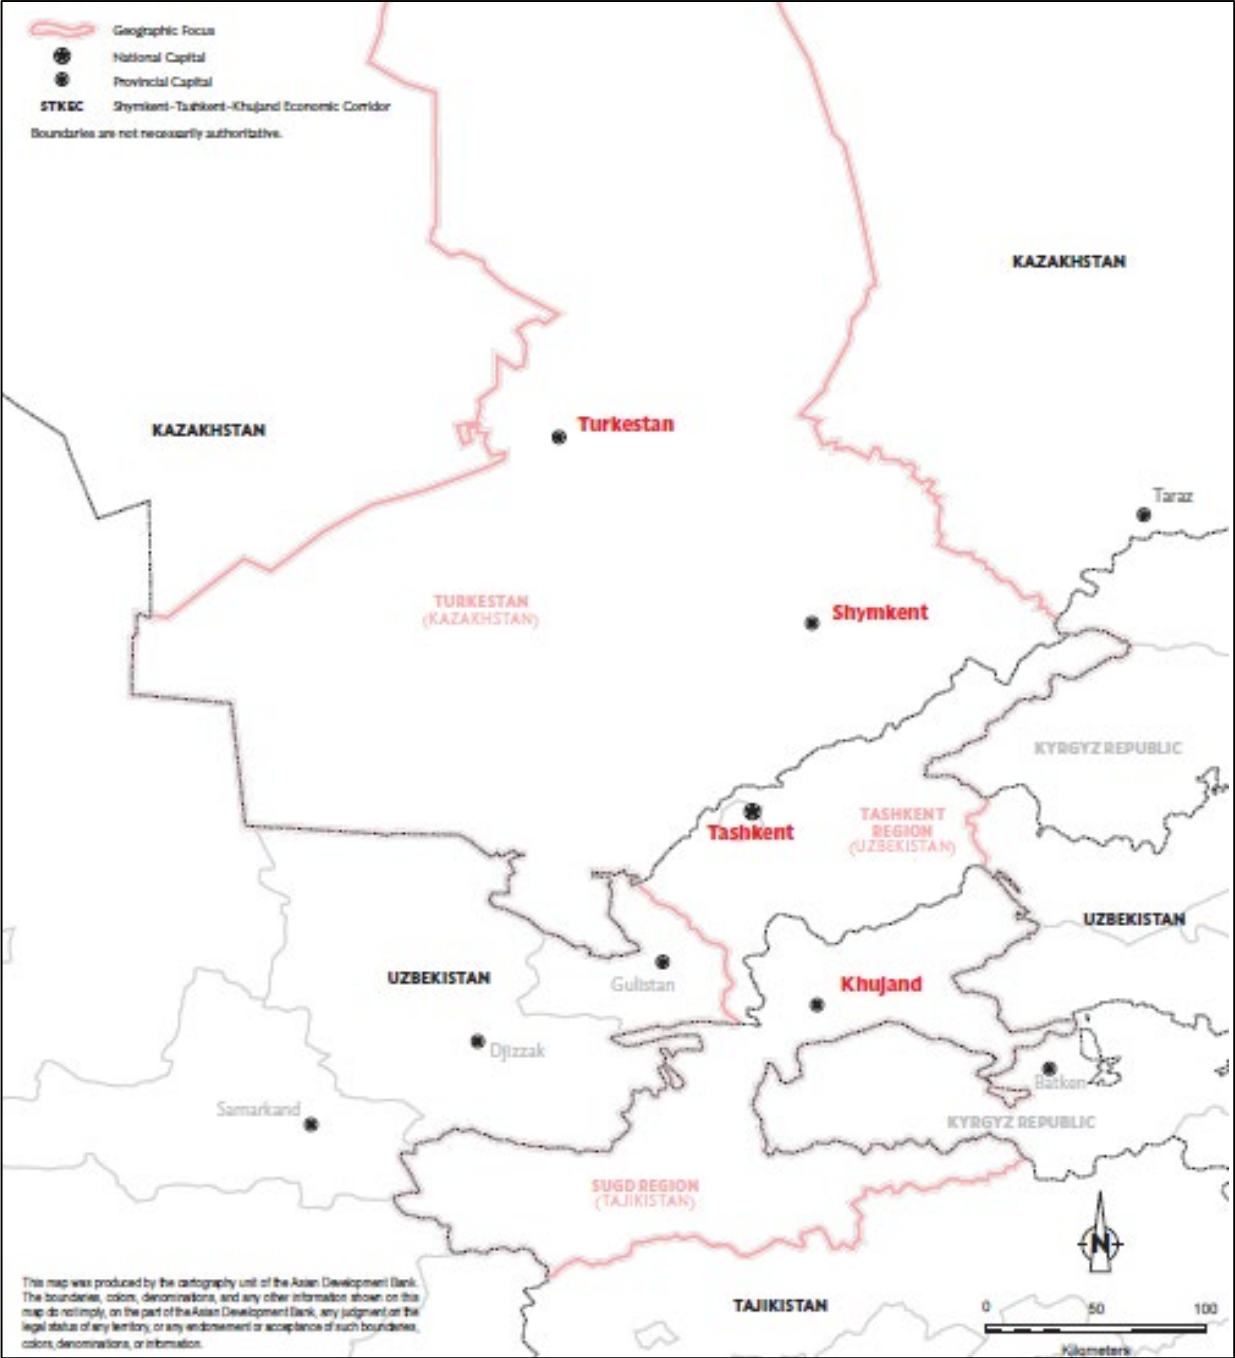 Geographic Focus
National Capital
Provincial Capital
STKEC Shymkent-Tashkent-Khujand Economic Corridor
Boundaries are not necessarily authoritative.
KAZAKHSTAN
KAZAKHSTAN
Turkestan
Taraz
TURKESTAN
(KAZAKHSTAN)
Shymkent
KYRGYZ REPUBLIC
TASHKENT
REGION
(UZBEKISTAN)
Tashkent
UZBEKISTAN
UZBEKISTAN
Gulistan
Khujand
Djizzak
Batken
Samarkand
KYRGYZ REPUBLIC
SUGD REGION
(TAJIKISTAN)
N
This map was produced by the cartography unit of the Asian Development Bank.
The boundaries, colors, denominations, and any other information shown on this
map do not imply, on the part of the Asian Development Bank, any judgment on the
legal status of any territory, or any endorsement or acceptance of such boundaries,
colors, denominations, or information.
TAJIKISTAN
0 50 100
Kilometers